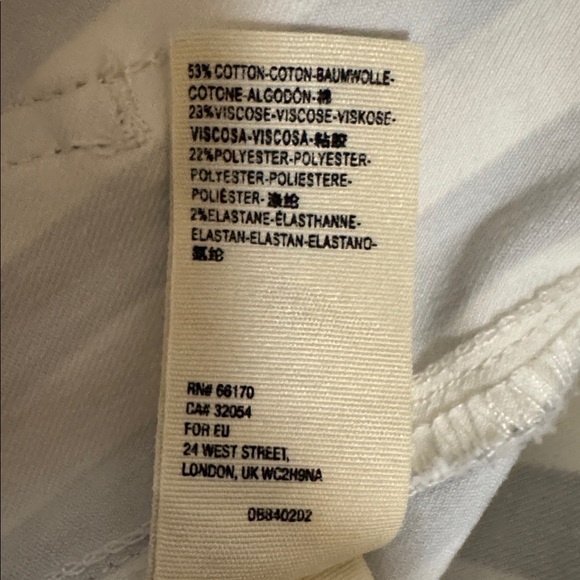 53% COTTON-COTON-BAUMWOLLE-
COTONE-ALGODÓN-棉
23%VISCOSE-VISCOSE-VISKOSE-
VISCOSA-VISCOSA-粘胶
22%POLYESTER-POLYESTER-
POLYESTER-POLIESTERE-
POLIÉSTER-涤纶
2%ELASTANE-ÉLASTHANNE-
ELASTAN-ELASTAN-ELASTANO-
氨纶
RN# 66170
CA# 32054
FOR EU
24 WEST STREET,
LONDON, UK WC2H9NA
0B840202